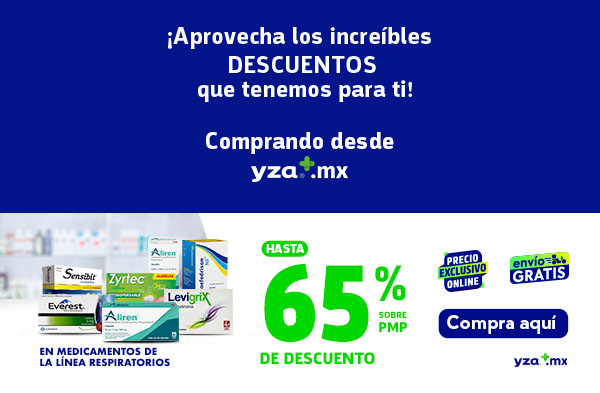 ¡Aprovecha los increíbles
DESCUENTOS
que tenemos para ti!
Comprando desde
yza.mx
Sensibit
Zyrtec
Aliren
Everest
Aliren
LevigriX
EN MEDICAMENTOS DE
LA LÍNEA RESPIRATORIOS
HASTA
65%
SOBRE
PMP
DE DESCUENTO
PRECIO
EXCLUSIVO
ONLINE
envío
GRATIS
Compra aquí
yza.mx